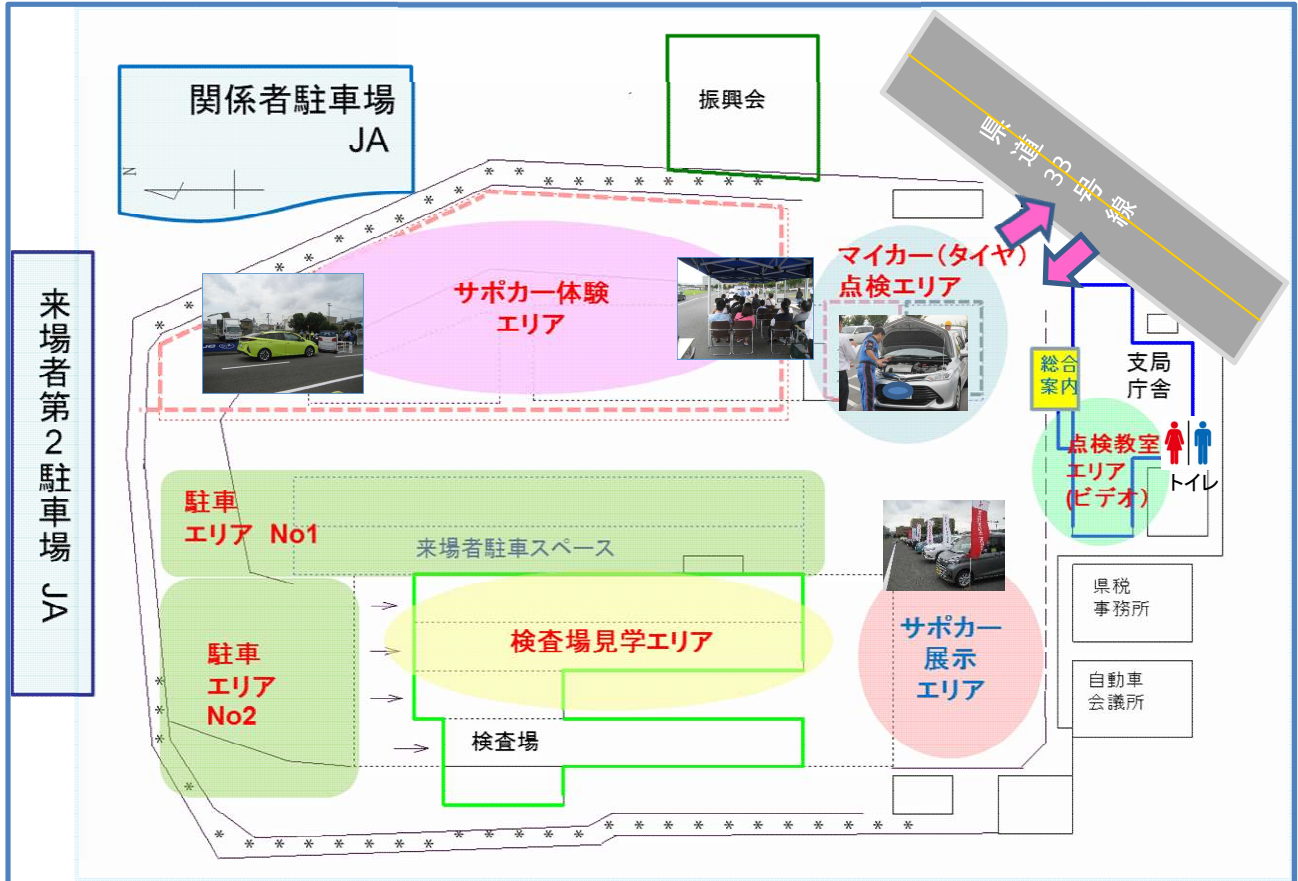 関係者駐車場
JA
N
振興会
県道33号線
来場者第2駐車場 JA
サポカー体験
エリア
マイカー(タイヤ)
点検エリア
総合
案内
支局
庁舎
点検教室
エリア
(ビデオ)
トイレ
駐車
エリア No1
来場者駐車スペース
検査場見学エリア
駐車
エリア
No2
検査場
サポカー
展示
エリア
県税
事務所
自動車
会議所